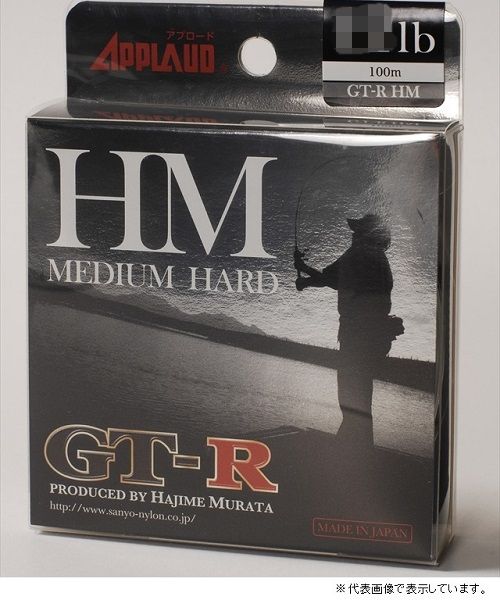 アプロード
APPLAUD
lb
100m
GT-R HM
HM
MEDIUM HARD
GT-R
PRODUCED BY HAJIME MURATA
http://www.sanyo-nylon.co.jp/
MADE IN JAPAN
※代表画像で表示しています。